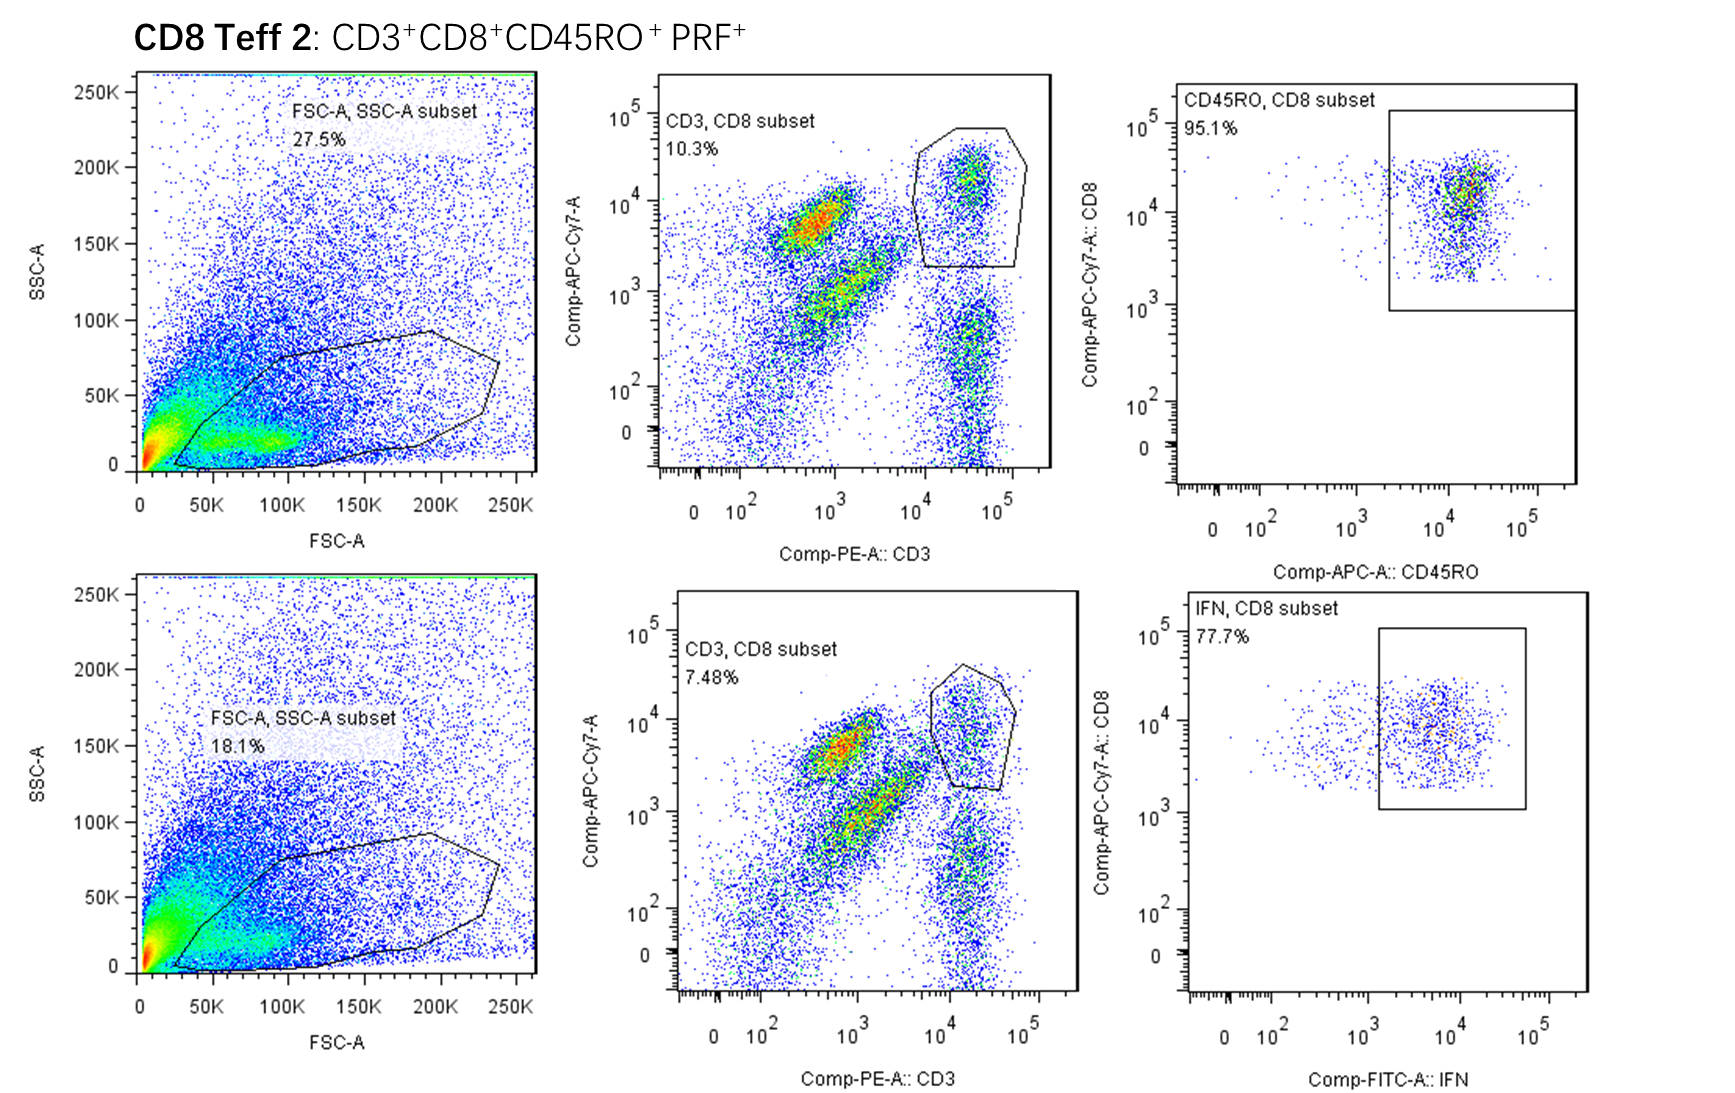 CD8 Teff 2: CD3⁺CD8⁺CD45RO⁺ PRF⁺
FSC-A, SSC-A subset
27.5%
250K
200K
150K
100K
50K
0
SSC-A
0 50K 100K 150K 200K 250K
FSC-A
CD3, CD8 subset
10.3%
10⁵
10⁴
10³
10²
0
Comp-APC-Cy7-A
0 10² 10³ 10⁴ 10⁵
Comp-PE-A:: CD3
CD45RO, CD8 subset
95.1%
10⁵
10⁴
10³
10²
0
Comp-APC-Cy7-A:: CD8
0 10² 10³ 10⁴ 10⁵
Comp-APC-A:: CD45RO
FSC-A, SSC-A subset
18.1%
250K
200K
150K
100K
50K
0
SSC-A
0 50K 100K 150K 200K 250K
FSC-A
CD3, CD8 subset
7.48%
10⁵
10⁴
10³
10²
0
Comp-APC-Cy7-A
0 10² 10³ 10⁴ 10⁵
Comp-PE-A:: CD3
IFN, CD8 subset
77.7%
10⁵
10⁴
10³
10²
0
Comp-APC-Cy7-A:: CD8
0 10² 10³ 10⁴ 10⁵
Comp-FITC-A:: IFN